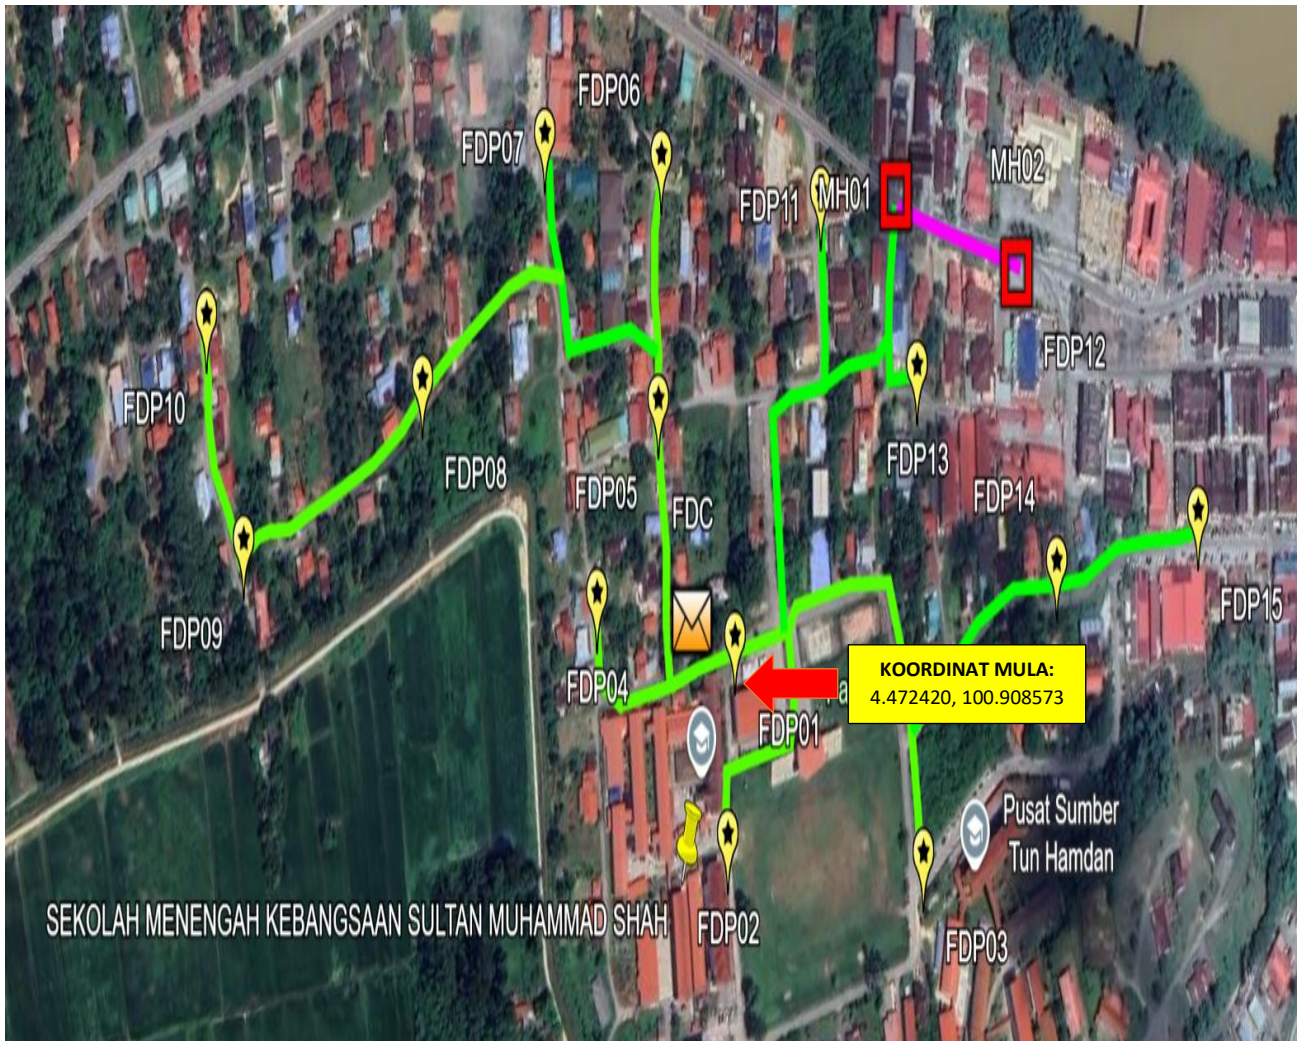 FDP06
FDP07
MH02
FDP11
MH01
FDP12
FDP10
FDP13
FDP08
FDP05
FDP14
FDC
FDP15
FDP09
KOORDINAT MULA:
4.472420, 100.908573
FDP04
FDP01
Pusat Sumber
Tun Hamdan
SEKOLAH MENENGAH KEBANGSAAN SULTAN MUHAMMAD SHAH
FDP02
FDP03